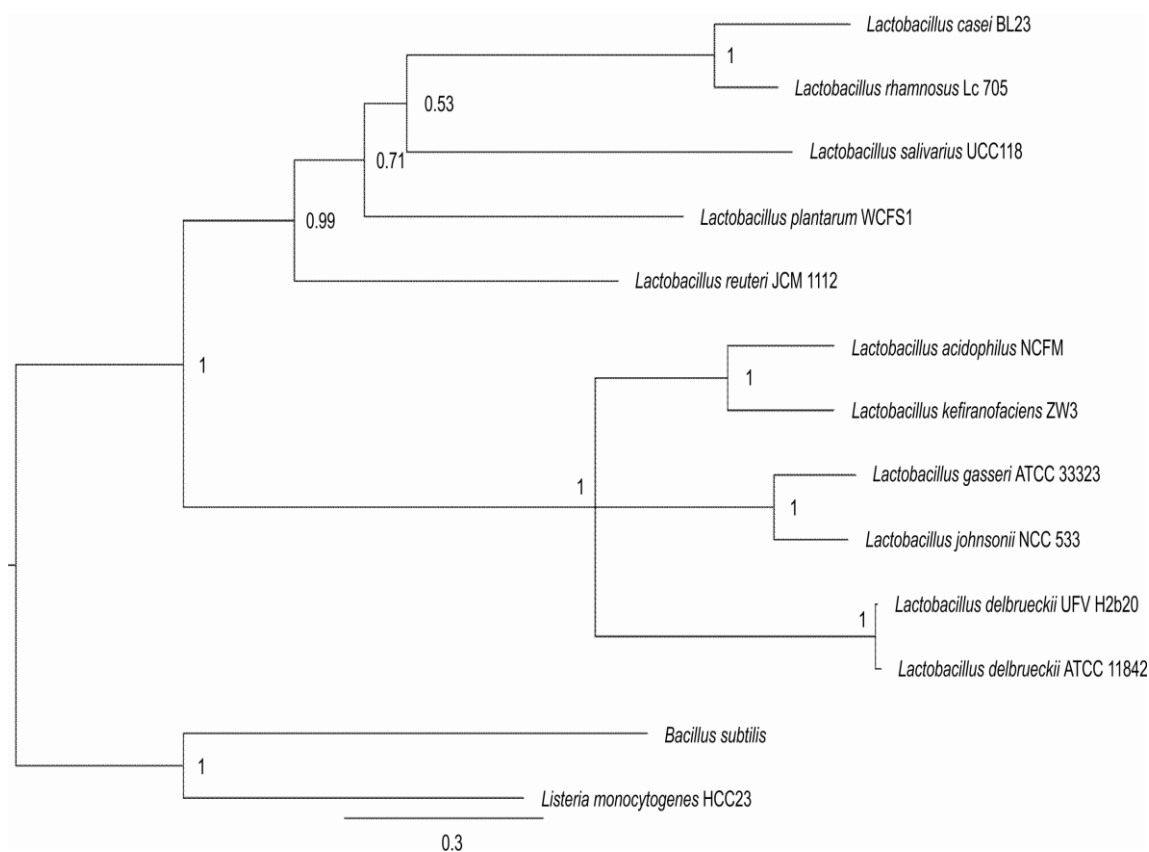 Lactobacillus casei BL23
1
Lactobacillus rhamnosus Lc 705
0.53
Lactobacillus salivarius UCC118
0.71
Lactobacillus plantarum WCFS1
0.99
Lactobacillus reuteri JCM 1112
Lactobacillus acidophilus NCFM
1
1
Lactobacillus kefiranofaciens ZW3
Lactobacillus gasseri ATCC 33323
1
1
Lactobacillus johnsonii NCC 533
Lactobacillus delbrueckii UFV H2b20
1
Lactobacillus delbrueckii ATCC 11842
Bacillus subtilis
1
Listeria monocytogenes HCC23
0.3